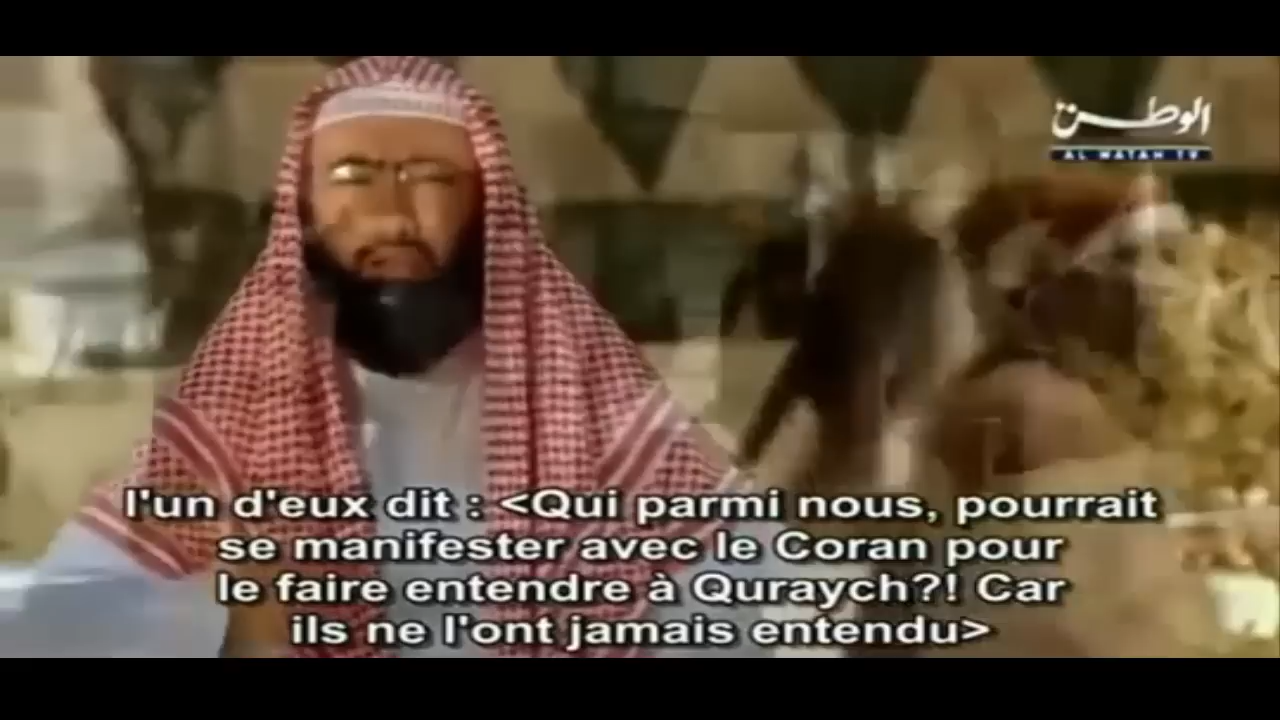 الوطن
AL WATAN TV
l'un d'eux dit : <Qui parmi nous, pourrait
se manifester avec le Coran pour
le faire entendre à Quraych?! Car
ils ne l'ont jamais entendu>